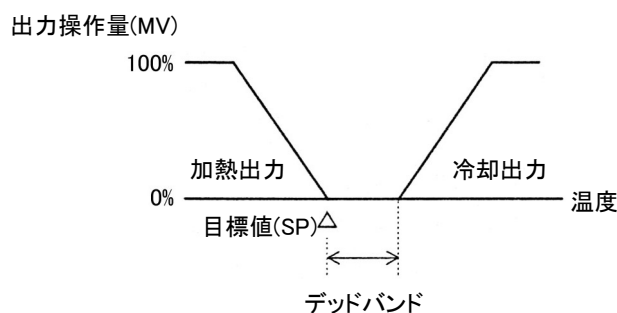 出力操作量(MV)
100%
加熱出力
冷却出力
0%
温度
目標値(SP)
デッドバンド